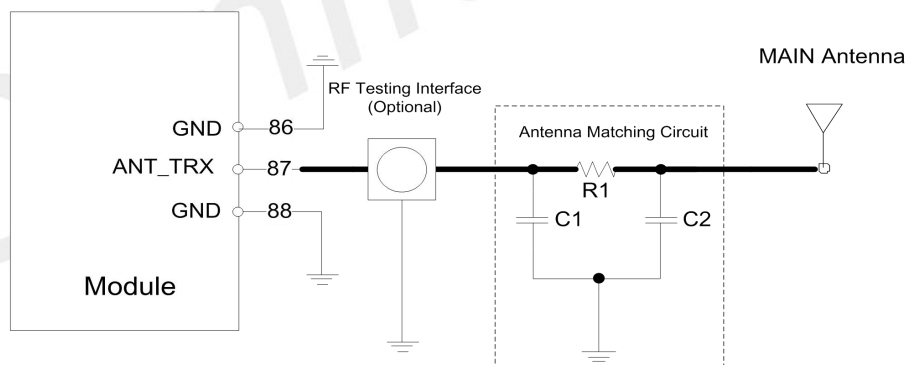 MAIN Antenna
RF Testing Interface
(Optional)
Antenna Matching Circuit
GND 86
ANT_TRX 87
R1
GND 88
C1
C2
Module